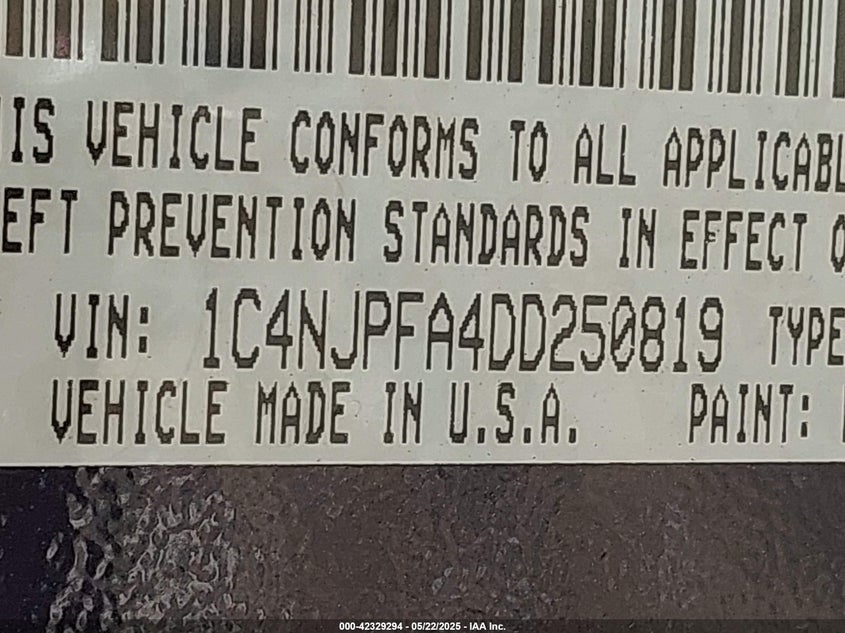 IS VEHICLE CONFORMS TO ALL APPLICABL
EFT PREVENTION STANDARDS IN EFFECT O
VIN: 1C4NJPFA4DD250819 TYPE
VEHICLE MADE IN U.S.A. PAINT:
000-42329294 - 05/22/2025 - IAA Inc.